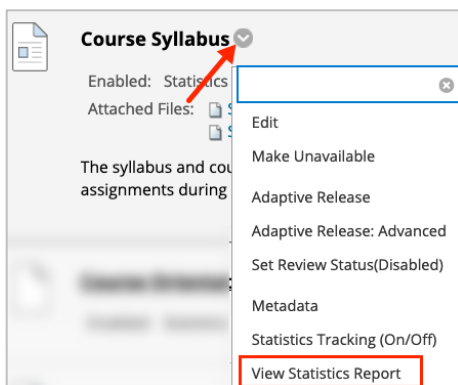 Course Syllabus
Enabled: Statistics
Attached Files:
The syllabus and cou
assignments during
Edit
Make Unavailable
Adaptive Release
Adaptive Release: Advanced
Set Review Status(Disabled)
Metadata
Statistics Tracking (On/Off)
View Statistics Report